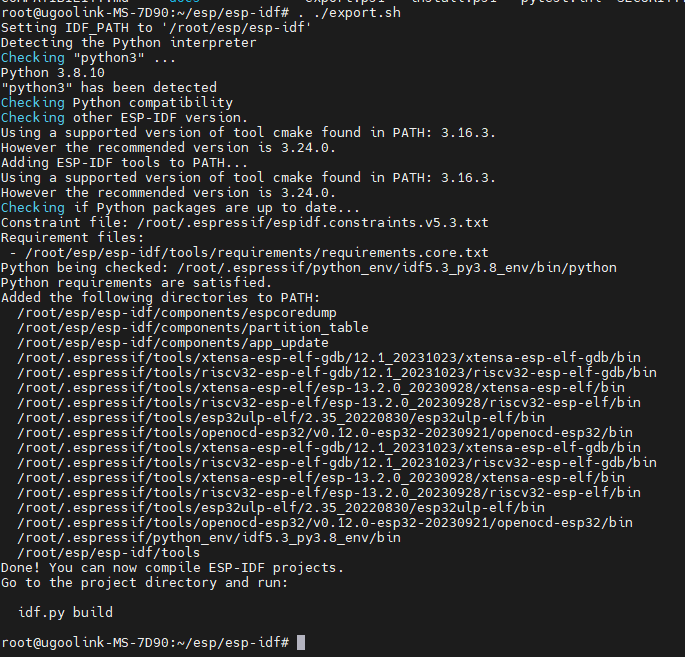 root@ugoolink-MS-7D90:~/esp/esp-idf# . ./export.sh
Setting IDF_PATH to '/root/esp/esp-idf'
Detecting the Python interpreter
Checking "python3" ...
Python 3.8.10
"python3" has been detected
Checking Python compatibility
Checking other ESP-IDF version.
Using a supported version of tool cmake found in PATH: 3.16.3.
However the recommended version is 3.24.0.
Adding ESP-IDF tools to PATH...
Using a supported version of tool cmake found in PATH: 3.16.3.
However the recommended version is 3.24.0.
Checking if Python packages are up to date...
Constraint file: /root/.espressif/espidf.constraints.v5.3.txt
Requirement files:
 - /root/esp/esp-idf/tools/requirements/requirements.core.txt
Python being checked: /root/.espressif/python_env/idf5.3_py3.8_env/bin/python
Python requirements are satisfied.
Added the following directories to PATH:
  /root/esp/esp-idf/components/espcoredump
  /root/esp/esp-idf/components/partition_table
  /root/esp/esp-idf/components/app_update
  /root/.espressif/tools/xtensa-esp-elf-gdb/12.1_20231023/xtensa-esp-elf-gdb/bin
  /root/.espressif/tools/riscv32-esp-elf-gdb/12.1_20231023/riscv32-esp-elf-gdb/bin
  /root/.espressif/tools/xtensa-esp-elf/esp-13.2.0_20230928/xtensa-esp-elf/bin
  /root/.espressif/tools/riscv32-esp-elf/esp-13.2.0_20230928/riscv32-esp-elf/bin
  /root/.espressif/tools/esp32ulp-elf/2.35_20220830/esp32ulp-elf/bin
  /root/.espressif/tools/openocd-esp32/v0.12.0-esp32-20230921/openocd-esp32/bin
  /root/.espressif/tools/xtensa-esp-elf-gdb/12.1_20231023/xtensa-esp-elf-gdb/bin
  /root/.espressif/tools/riscv32-esp-elf-gdb/12.1_20231023/riscv32-esp-elf-gdb/bin
  /root/.espressif/tools/xtensa-esp-elf/esp-13.2.0_20230928/xtensa-esp-elf/bin
  /root/.espressif/tools/riscv32-esp-elf/esp-13.2.0_20230928/riscv32-esp-elf/bin
  /root/.espressif/tools/esp32ulp-elf/2.35_20220830/esp32ulp-elf/bin
  /root/.espressif/tools/openocd-esp32/v0.12.0-esp32-20230921/openocd-esp32/bin
  /root/.espressif/python_env/idf5.3_py3.8_env/bin
  /root/esp/esp-idf/tools
Done! You can now compile ESP-IDF projects.
Go to the project directory and run:
  idf.py build
root@ugoolink-MS-7D90:~/esp/esp-idf#